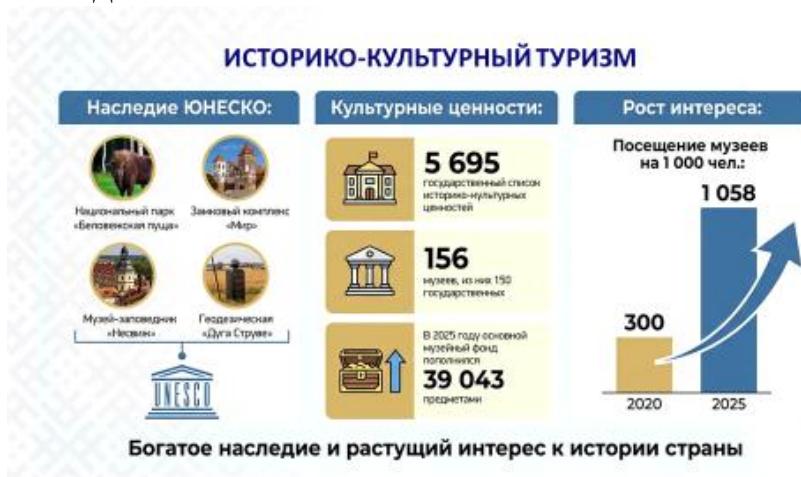 ИСТОРИКО-КУЛЬТУРНЫЙ ТУРИЗМ
Наследие ЮНЕСКО:
Национальный парк
«Беловежская пуща»
Замковый комплекс
«Мир»
Музей-заповедник
«Несвиж»
Геодезическая
«Дуга Струве»
UNESCO
Культурные ценности:
5 695
государственный список
историко-культурных
ценностей
156
музеев, из них 150
государственных
В 2025 году основной
музейный фонд
пополнился
39 043
предметами
Рост интереса:
Посещение музеев
на 1 000 чел.:
1 058
300
2020
2025
Богатое наследие и растущий интерес к истории страны